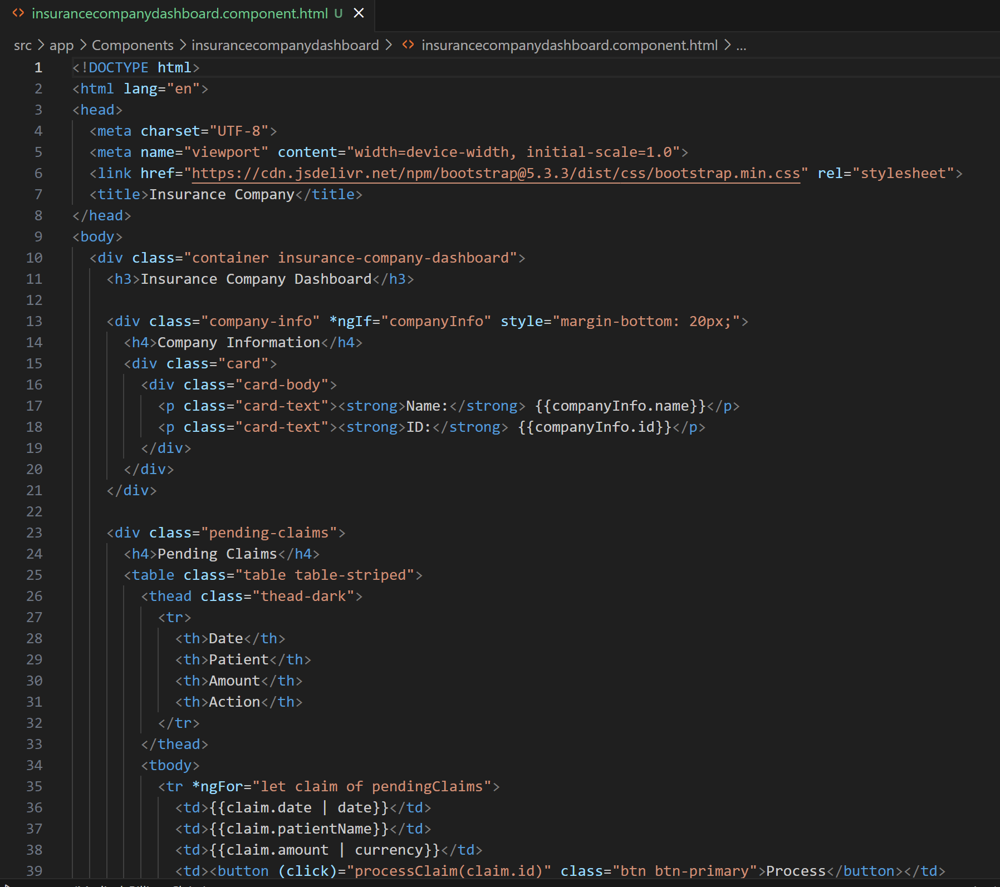 insurancecompanydashboard.component.html U
src > app > Components > insurancecompanydashboard > insurancecompanydashboard.component.html > ...
1 <!DOCTYPE html>
2 <html lang="en">
3 <head>
4   <meta charset="UTF-8">
5   <meta name="viewport" content="width=device-width, initial-scale=1.0">
6   <link href="https://cdn.jsdelivr.net/npm/bootstrap@5.3.3/dist/css/bootstrap.min.css" rel="stylesheet">
7   <title>Insurance Company</title>
8 </head>
9 <body>
10   <div class="container insurance-company-dashboard">
11     <h3>Insurance Company Dashboard</h3>
12
13     <div class="company-info" *ngIf="companyInfo" style="margin-bottom: 20px;">
14       <h4>Company Information</h4>
15       <div class="card">
16         <div class="card-body">
17           <p class="card-text"><strong>Name:</strong> {{companyInfo.name}}</p>
18           <p class="card-text"><strong>ID:</strong> {{companyInfo.id}}</p>
19         </div>
20       </div>
21     </div>
22
23     <div class="pending-claims">
24       <h4>Pending Claims</h4>
25       <table class="table table-striped">
26         <thead class="thead-dark">
27           <tr>
28             <th>Date</th>
29             <th>Patient</th>
30             <th>Amount</th>
31             <th>Action</th>
32           </tr>
33         </thead>
34         <tbody>
35           <tr *ngFor="let claim of pendingClaims">
36             <td>{{claim.date | date}}</td>
37             <td>{{claim.patientName}}</td>
38             <td>{{claim.amount | currency}}</td>
39             <td><button (click)="processClaim(claim.id)" class="btn btn-primary">Process</button></td>